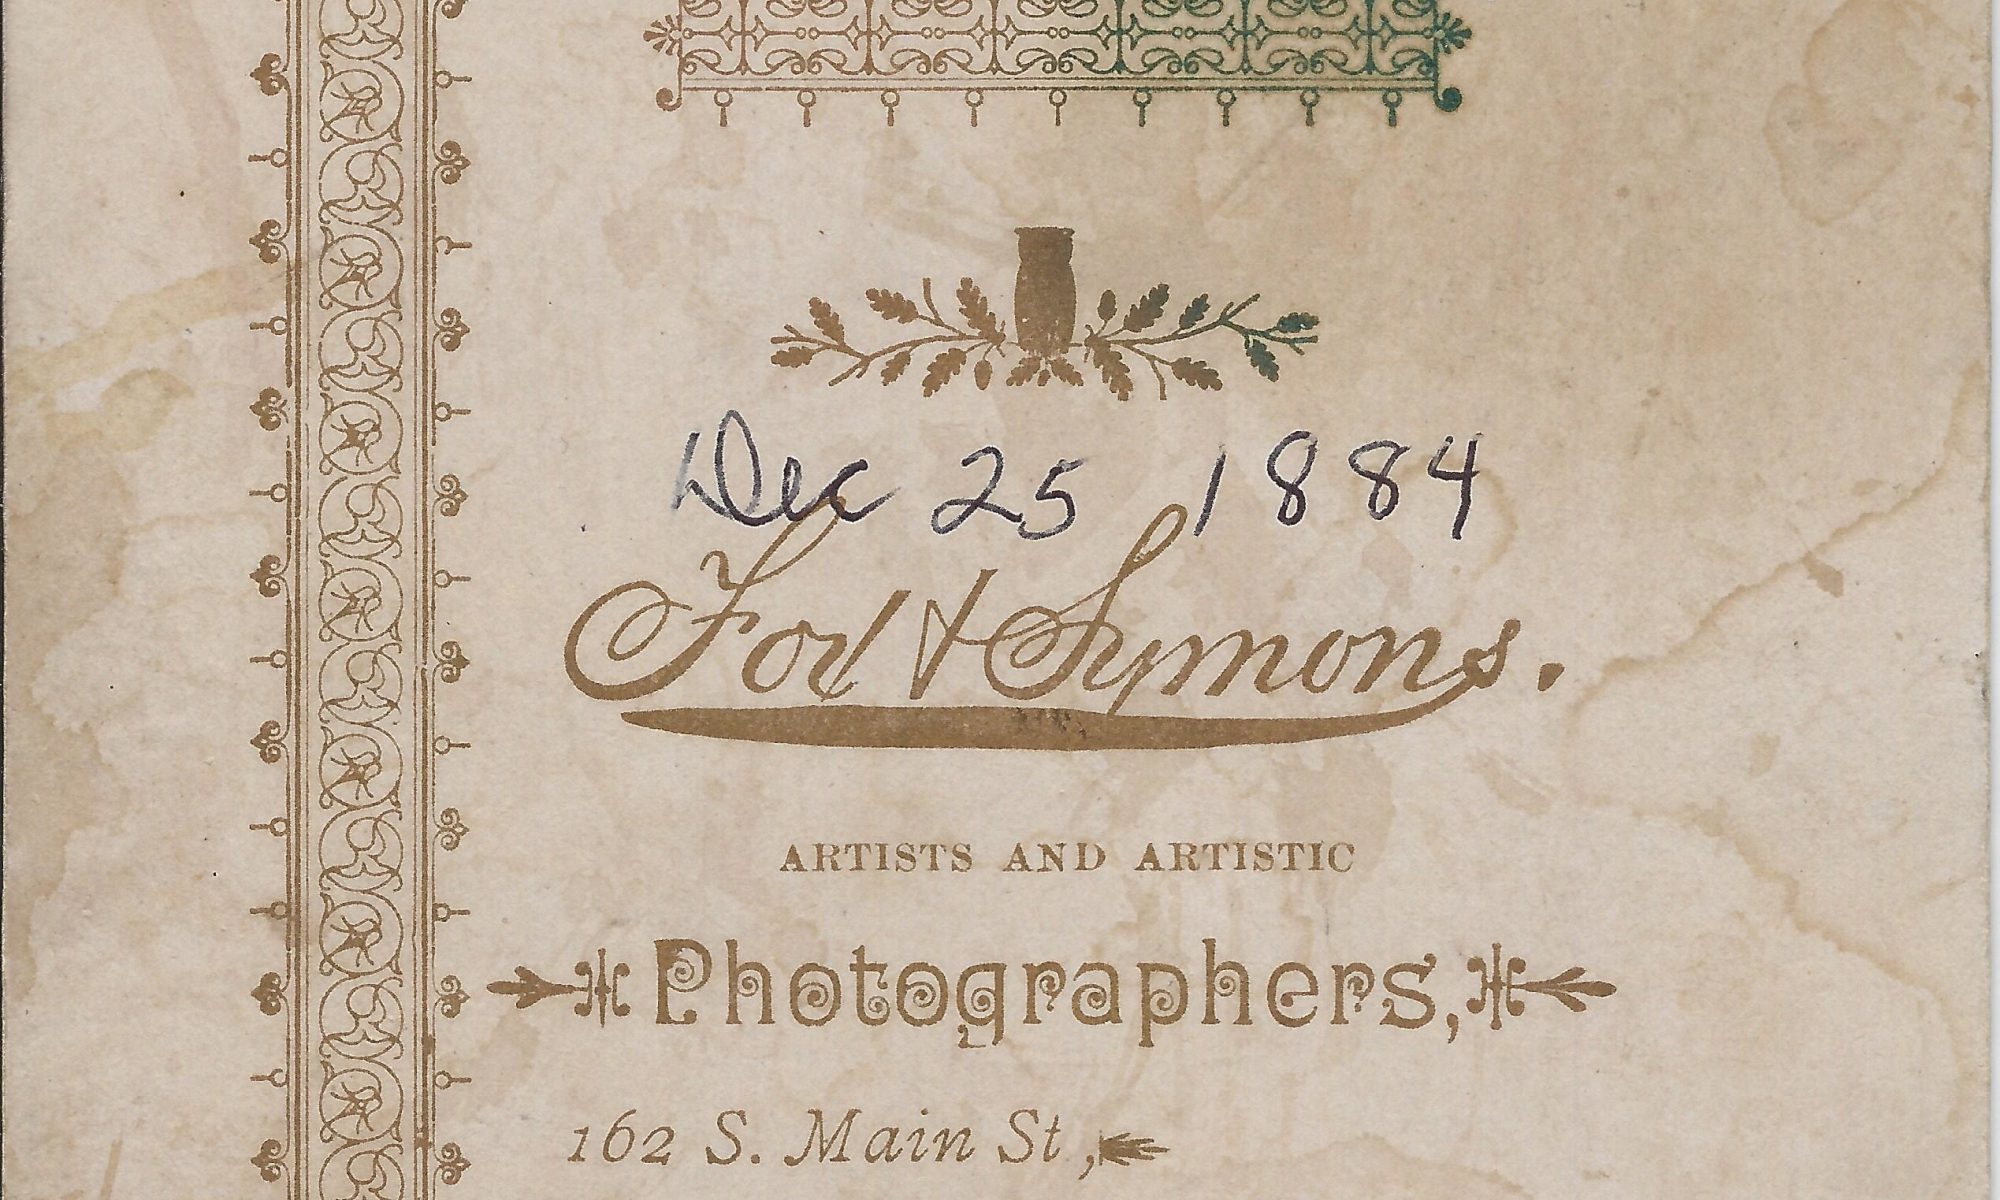 Dec 25 1884
Fox & Symons.
ARTISTS AND ARTISTIC
Photographers,
162 S. Main St,